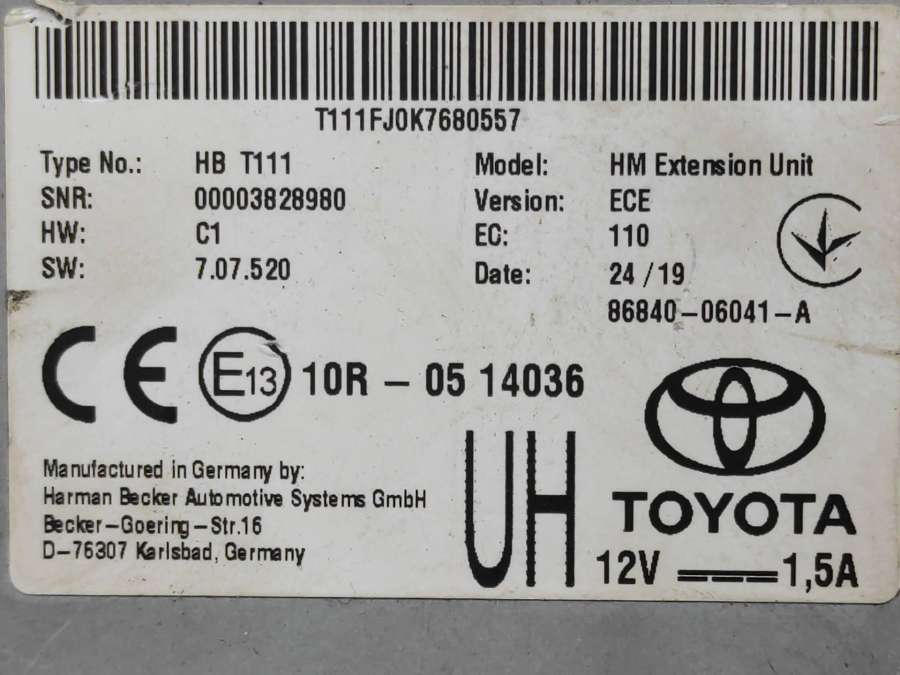 T111FJ0K7680557
Type No.: HB T111
SNR: 00003828980
HW: C1
SW: 7.07.520
Model: HM Extension Unit
Version: ECE
EC: 110
Date: 24 / 19
86840-06041-A
CE E13 10R - 05 14036
Manufactured in Germany by:
Harman Becker Automotive Systems GmbH
Becker-Goering-Str.16
D-76307 Karlsbad, Germany
UH
TOYOTA
12V 1,5A